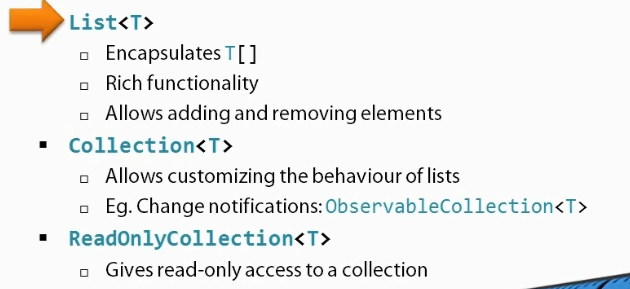 List<T>
Encapsulates T[]
Rich functionality
Allows adding and removing elements
Collection<T>
Allows customizing the behaviour of lists
Eg. Change notifications: ObservableCollection<T>
ReadOnlyCollection<T>
Gives read-only access to a collection